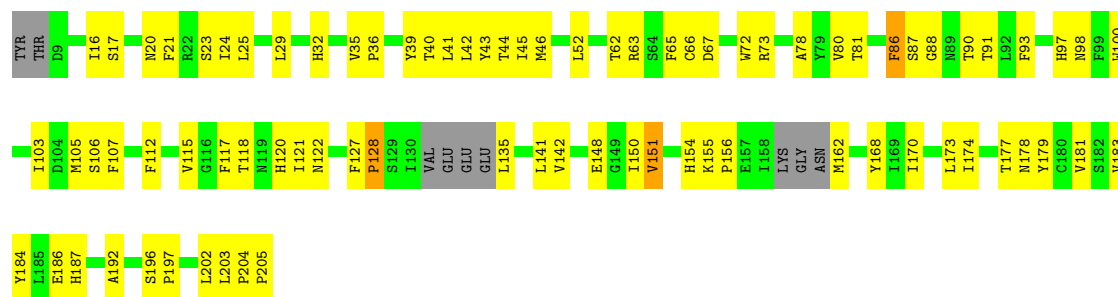 TYR THR D9 I16 S17 N20 F21 R22 S23 I24 L25 L29 H32 V35 P36 Y39 T40 L41 L42 Y43 T44 I45 M46 L52 T62 R63 S64 F65 C66 D67 W72 R73 A78 Y79 V80 T81 F86 S87 G88 N89 T90 T91 L92 F93 H97 N98 F99 W100
I103 D104 M105 S106 F107 F112 V115 G116 F117 T118 N119 H120 I121 N122 F127 P128 S129 I130 VAL GLU GLU GLU L135 L141 V142 E148 G149 I150 V151 H154 K155 P156 E157 I158 LYS GLY ASN M162 Y168 I169 I170 L173 I174 T177 N178 Y179 C180 V181 S182 V183
Y184 L185 E186 H187 A192 S196 P197 L202 L203 P204 P205